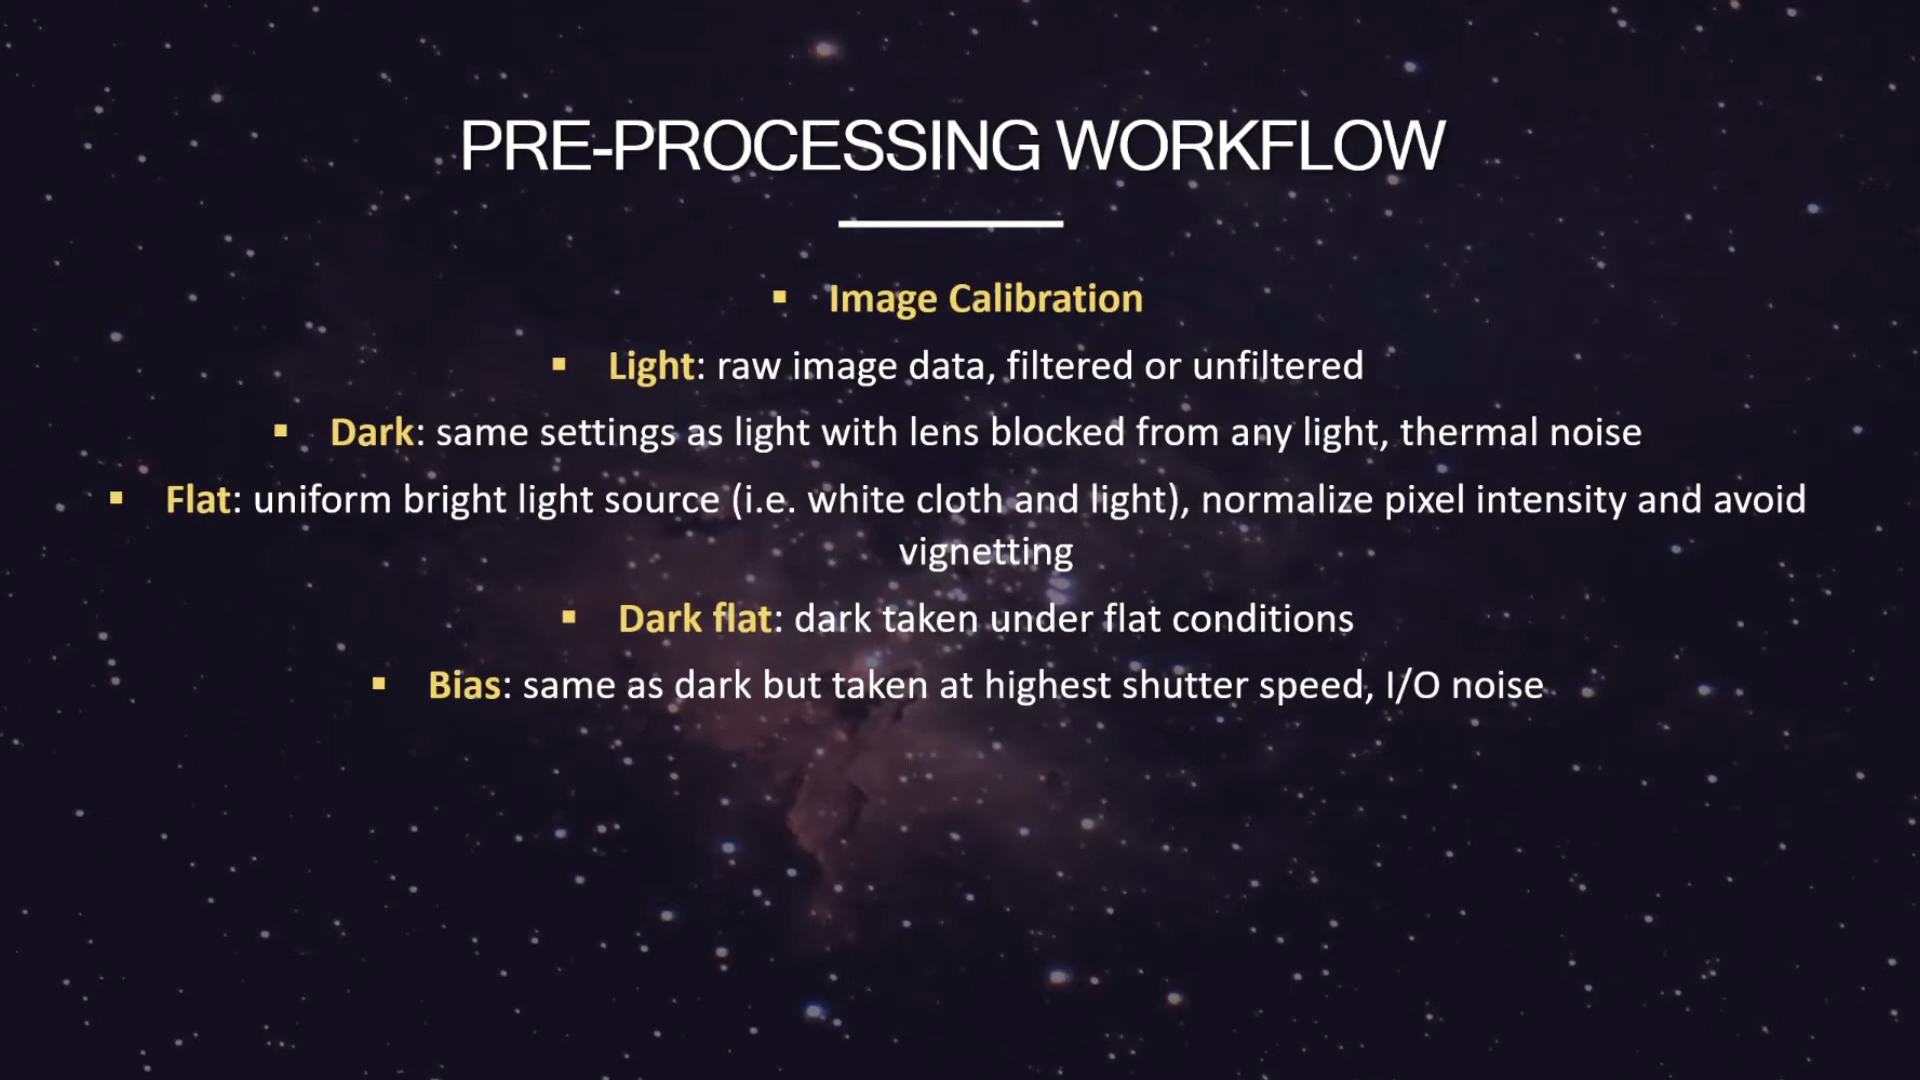 PRE-PROCESSING WORKFLOW
▪ Image Calibration
▪ Light: raw image data, filtered or unfiltered
▪ Dark: same settings as light with lens blocked from any light, thermal noise
▪ Flat: uniform bright light source (i.e. white cloth and light), normalize pixel intensity and avoid
vignetting
▪ Dark flat: dark taken under flat conditions
▪ Bias: same as dark but taken at highest shutter speed, I/O noise